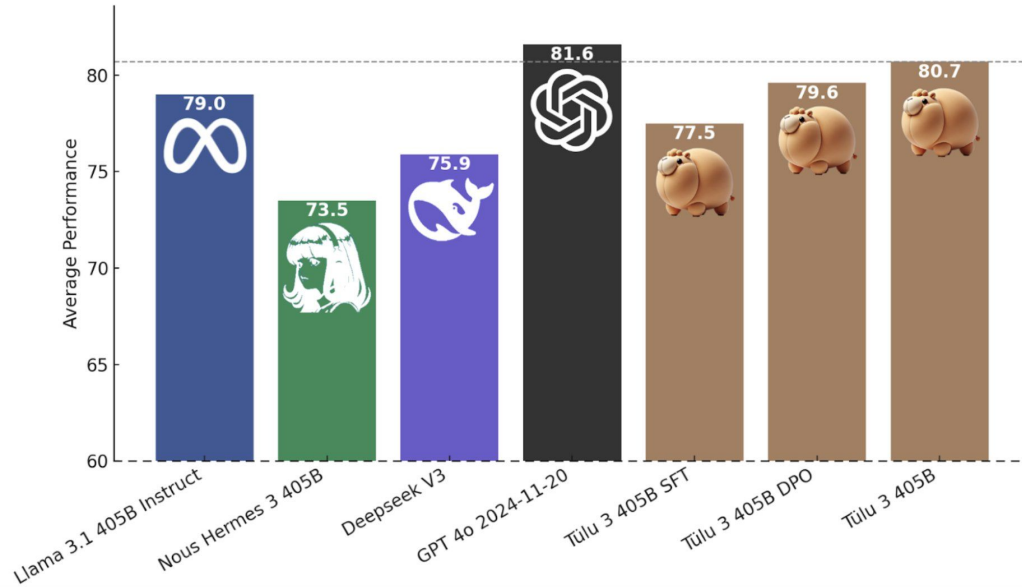 Average Performance
80
75
70
65
60
79.0
73.5
75.9
81.6
77.5
79.6
80.7
Llama 3.1 405B Instruct
Nous Hermes 3 405B
Deepseek V3
GPT 4o 2024-11-20
Tülu 3 405B SFT
Tülu 3 405B DPO
Tülu 3 405B